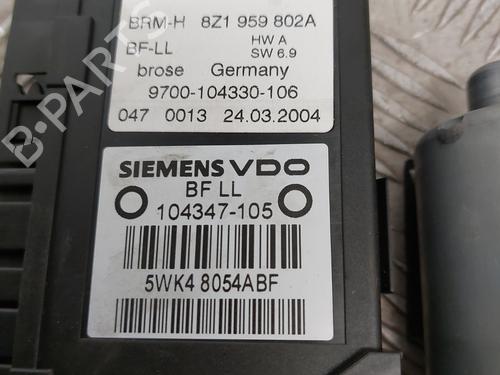 BRM-H 8Z1 959 802A
BF-LL HW A
SW 6.9
brose Germany
9700-104330-106
047 0013 24.03.2004
SIEMENS VDO
BF LL
104347-105
5WK4 8054ABF